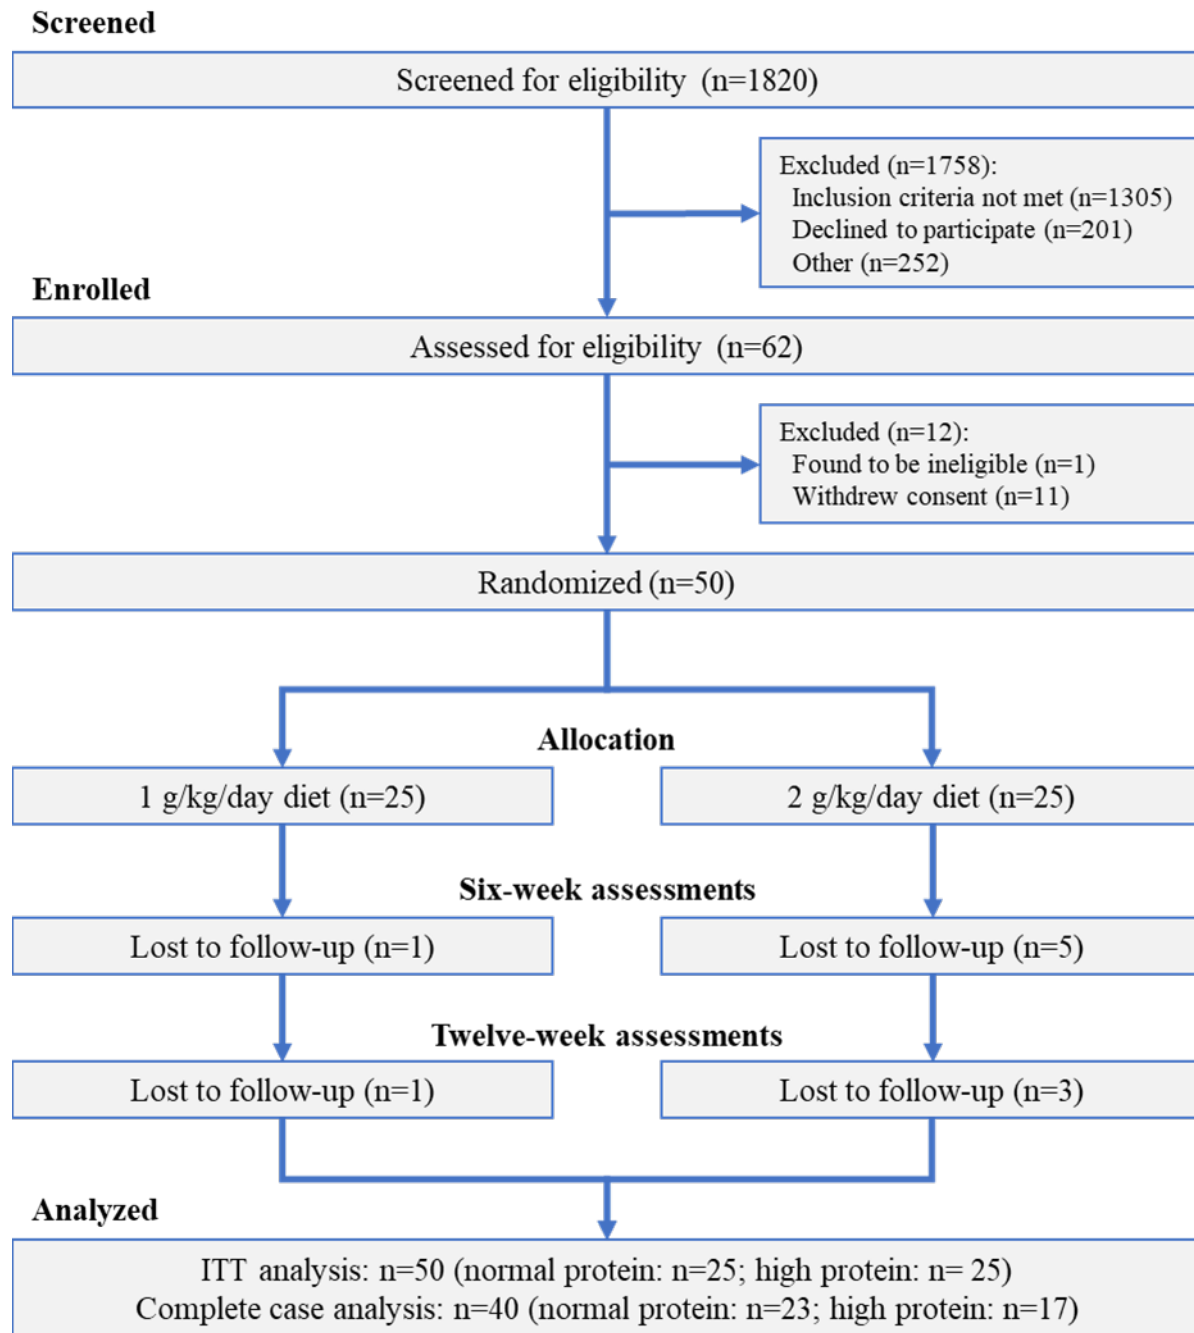 Screened
Screened for eligibility (n=1820)
Excluded (n=1758):
Inclusion criteria not met (n=1305)
Declined to participate (n=201)
Other (n=252)
Enrolled
Assessed for eligibility (n=62)
Excluded (n=12):
Found to be ineligible (n=1)
Withdrew consent (n=11)
Randomized (n=50)
Allocation
1 g/kg/day diet (n=25)
2 g/kg/day diet (n=25)
Six-week assessments
Lost to follow-up (n=1)
Lost to follow-up (n=5)
Twelve-week assessments
Lost to follow-up (n=1)
Lost to follow-up (n=3)
Analyzed
ITT analysis: n=50 (normal protein: n=25; high protein: n= 25)
Complete case analysis: n=40 (normal protein: n=23; high protein: n=17)